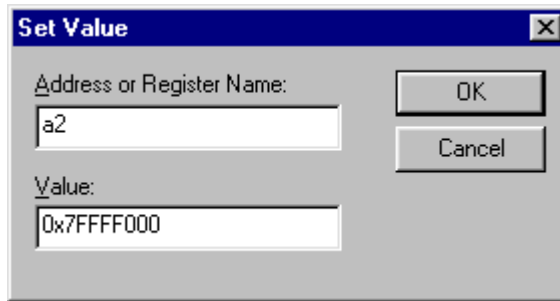 Set Value
Address or Register Name:
OK
a2
Cancel
Value:
0x7FFFF000